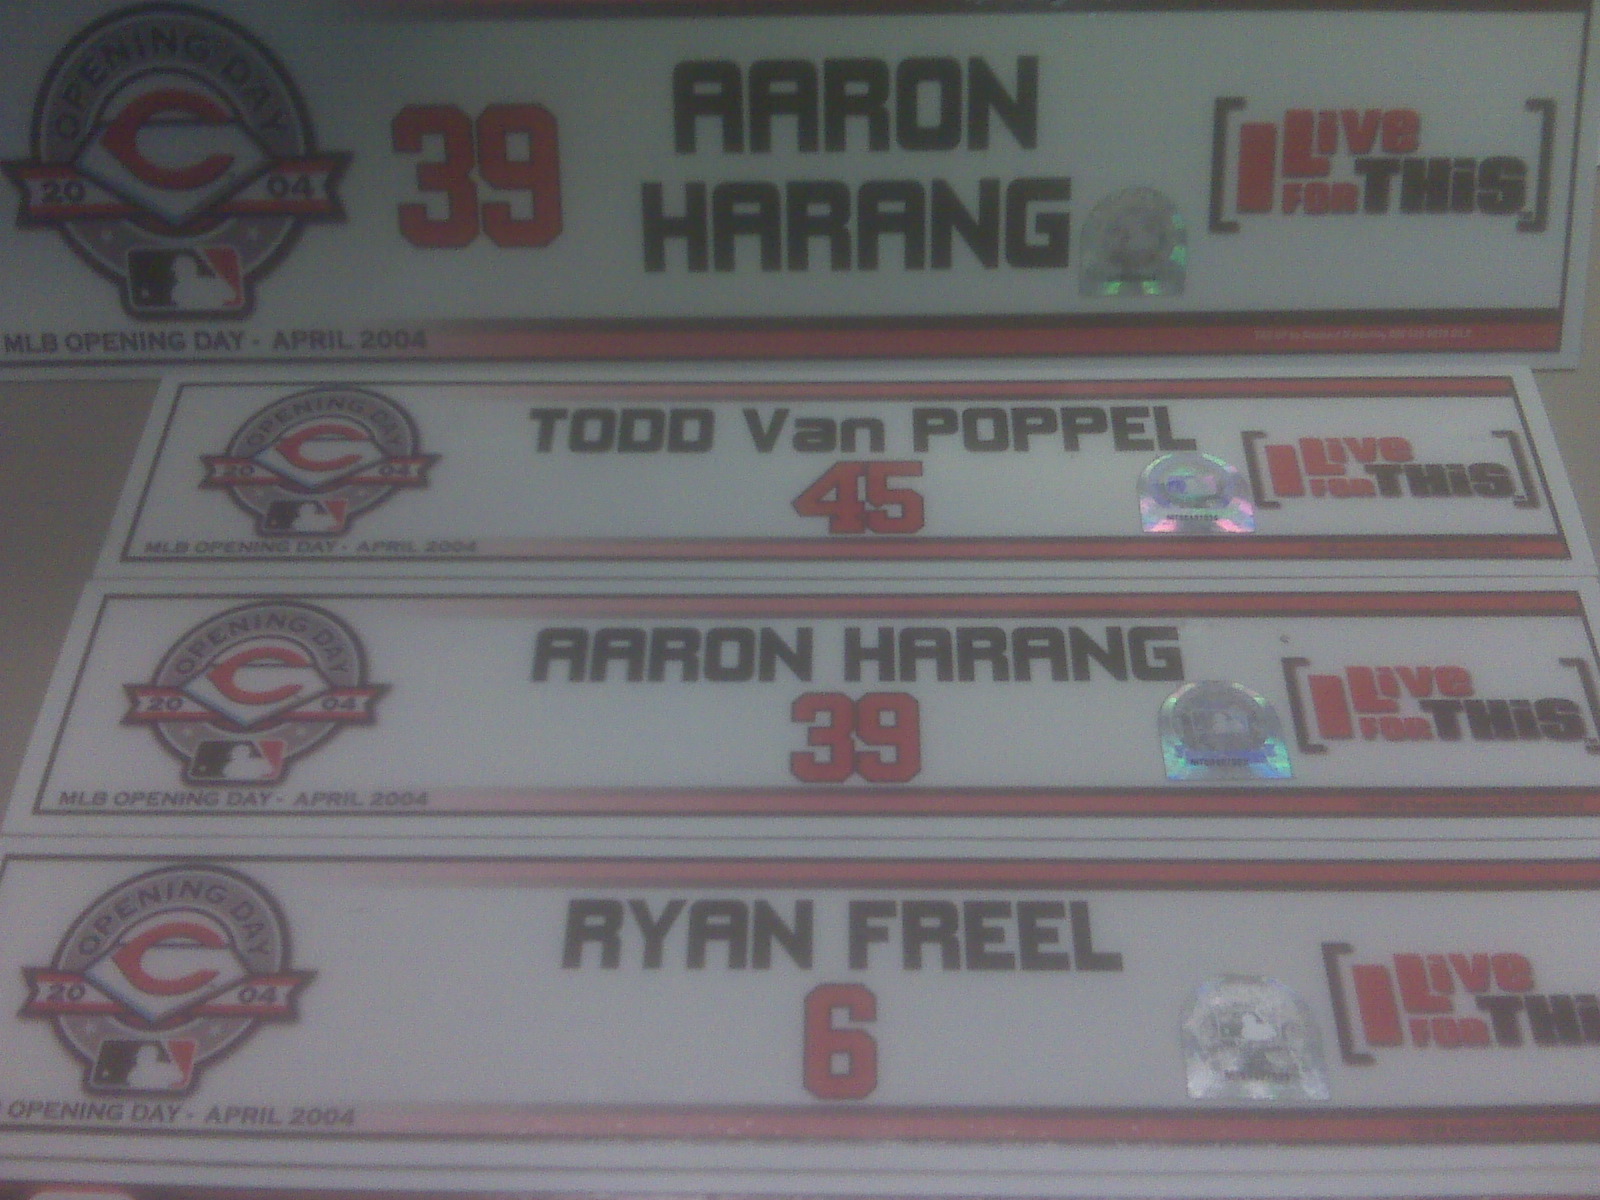 OPENING DAY
20 04
39
AARON
HARANG
[I Live
FOR THIS]
MLB OPENING DAY - APRIL 2004
OPENING DAY
20 04
TODD Van POPPEL
45
[I Live
FOR THIS]
MLB OPENING DAY - APRIL 2004
OPENING DAY
20 04
AARON HARANG
39
[I Live
FOR THIS]
MLB OPENING DAY - APRIL 2004
OPENING DAY
20 04
RYAN FREEL
6
[I Live
FOR THI
OPENING DAY - APRIL 2004